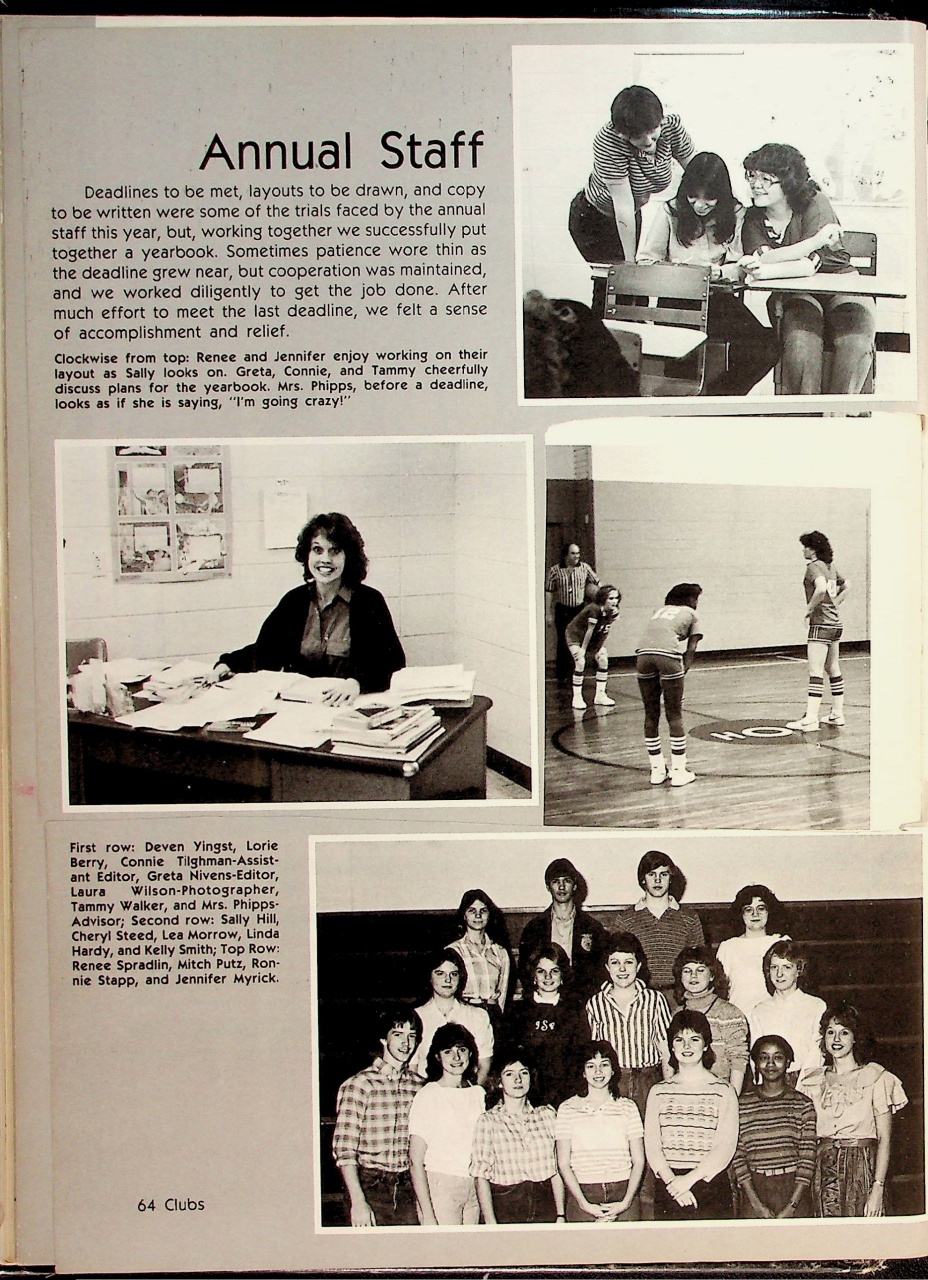 Annual Staff
Deadlines to be met, layouts to be drawn, and copy
to be written were some of the trials faced by the annual
staff this year, but, working together we successfully put
together a yearbook. Sometimes patience wore thin as
the deadline grew near, but cooperation was maintained,
and we worked diligently to get the job done. After
much effort to meet the last deadline, we felt a sense
of accomplishment and relief.
Clockwise from top: Renee and Jennifer enjoy working on their
layout as Sally looks on. Greta, Connie, and Tammy cheerfully
discuss plans for the yearbook. Mrs. Phipps, before a deadline,
looks as if she is saying, "I'm going crazy!"
HO
First row: Deven Yingst, Lorie
Berry, Connie Tilghman-Assist-
ant Editor, Greta Nivens-Editor,
Laura Wilson-Photographer,
Tammy Walker, and Mrs. Phipps-
Advisor; Second row: Sally Hill,
Cheryl Steed, Lea Morrow, Linda
Hardy, and Kelly Smith; Top Row:
Renee Spradlin, Mitch Putz, Ron-
nie Stapp, and Jennifer Myrick.
64 Clubs